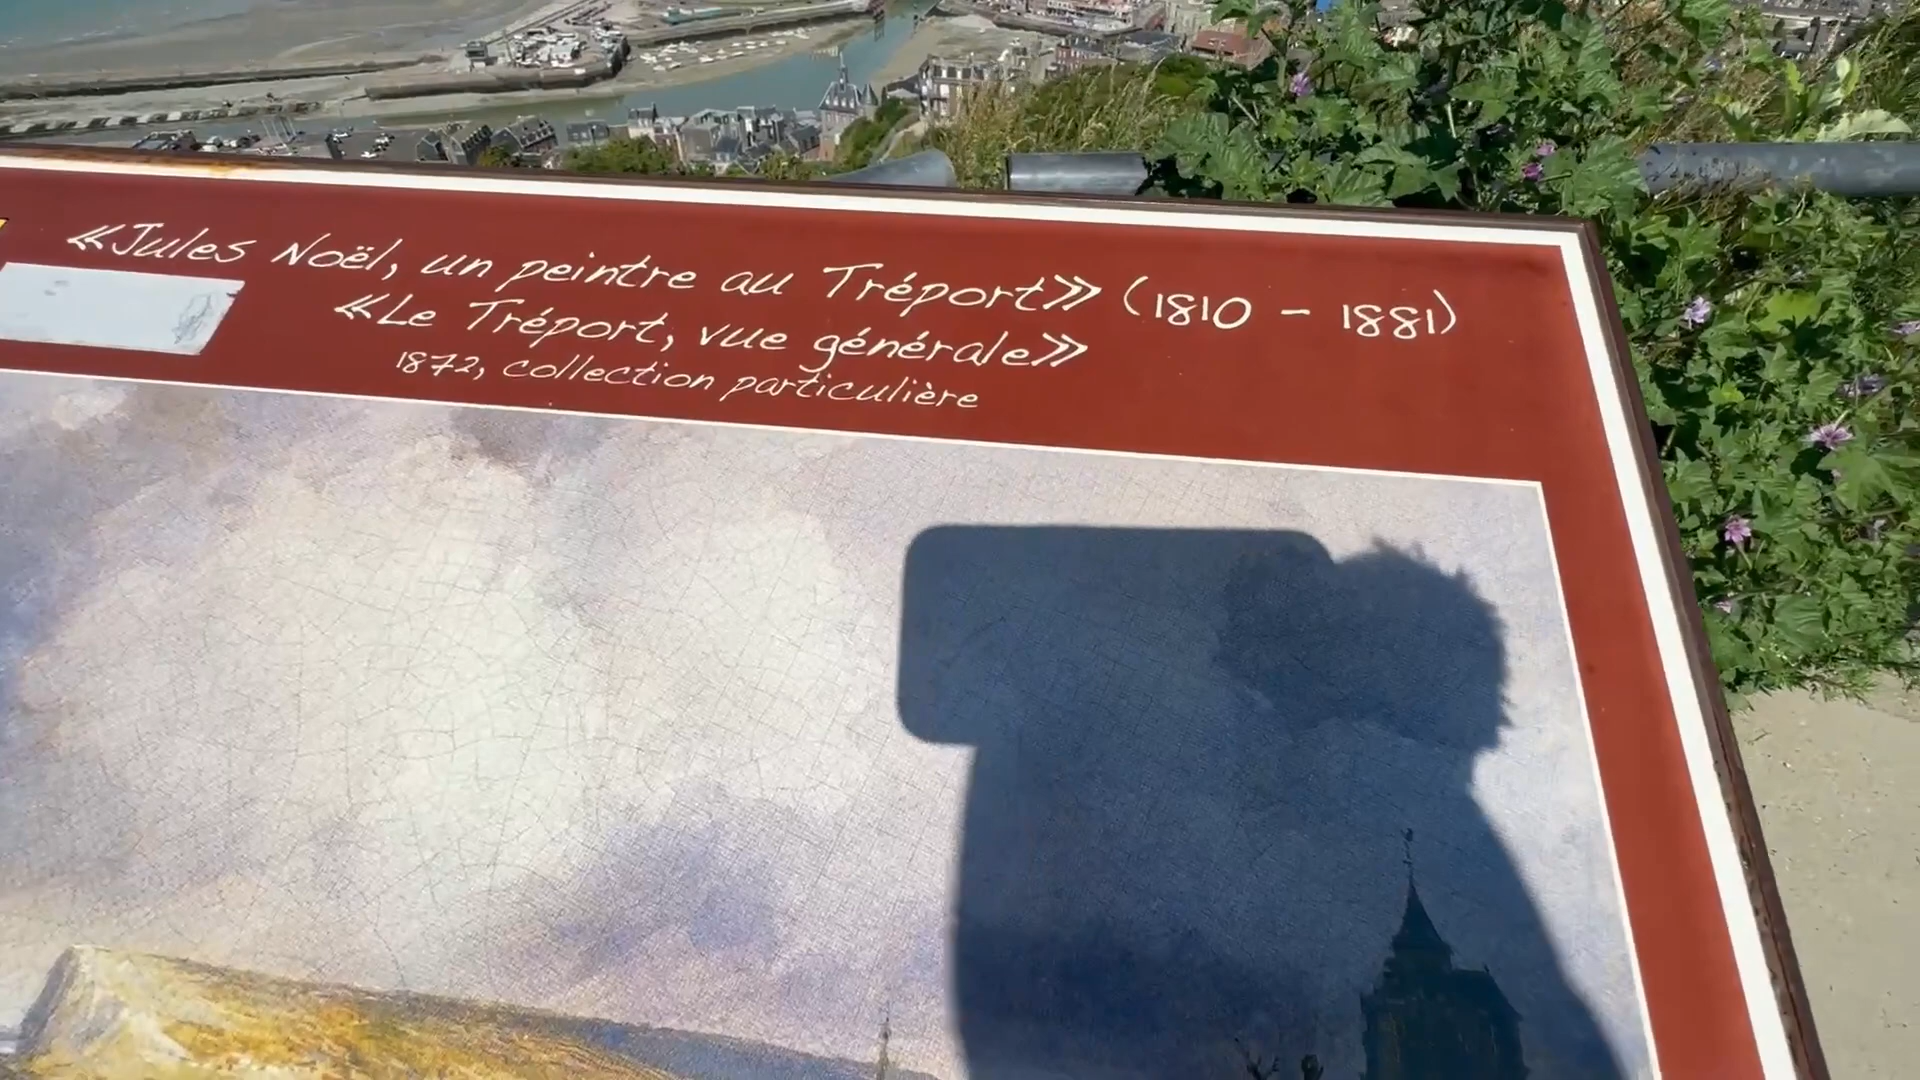 «Jules Noël, un peintre au Tréport» (1810 - 1881)
«Le Tréport, vue générale»
1872, collection particulière